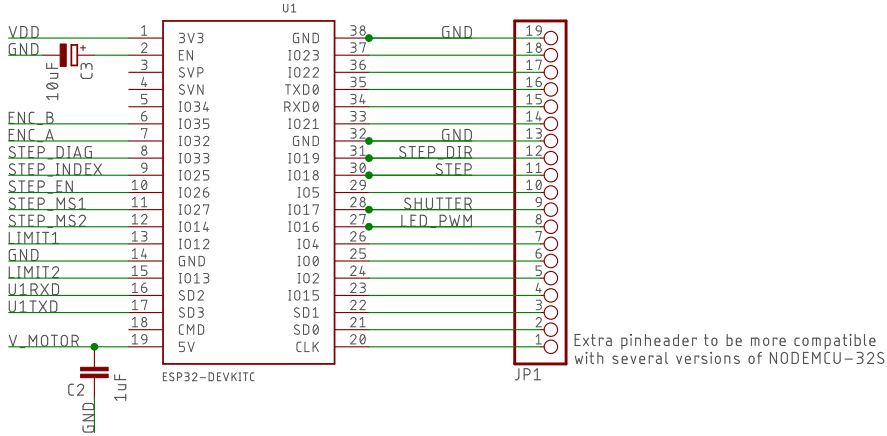 U1
VDD 1 3V3 GND 38 GND 19
GND 2 EN IO23 37 18
+ C3 10uF
3 SVP IO22 36 17
4 SVN TXD0 35 16
5 IO34 RXD0 34 15
ENC_B 6 IO35 IO21 33 14
ENC_A 7 IO32 GND 32 GND 13
STEP_DIAG 8 IO33 IO19 31 STEP_DIR 12
STEP_INDEX 9 IO25 IO18 30 STEP 11
STEP_EN 10 IO26 IO5 29 10
STEP_MS1 11 IO27 IO17 28 SHUTTER 9
STEP_MS2 12 IO14 IO16 27 LED_PWM 8
LIMIT1 13 IO12 IO4 26 7
GND 14 GND IO0 25 6
LIMIT2 15 IO13 IO2 24 5
U1RXD 16 SD2 IO15 23 4
U1TXD 17 SD3 SD1 22 3
18 CMD SD0 21 2
V_MOTOR 19 5V CLK 20 1
Extra pinheader to be more compatible
with several versions of NODEMCU-32S
ESP32-DEVKITC
JP1
C2 1uF
GND